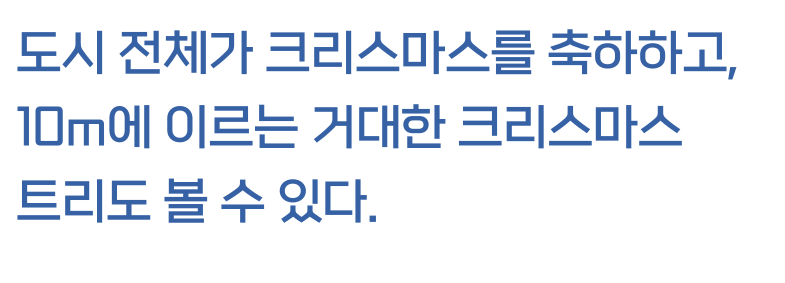 도시 전체가 크리스마스를 축하하고,
10m에 이르는 거대한 크리스마스
트리도 볼 수 있다.